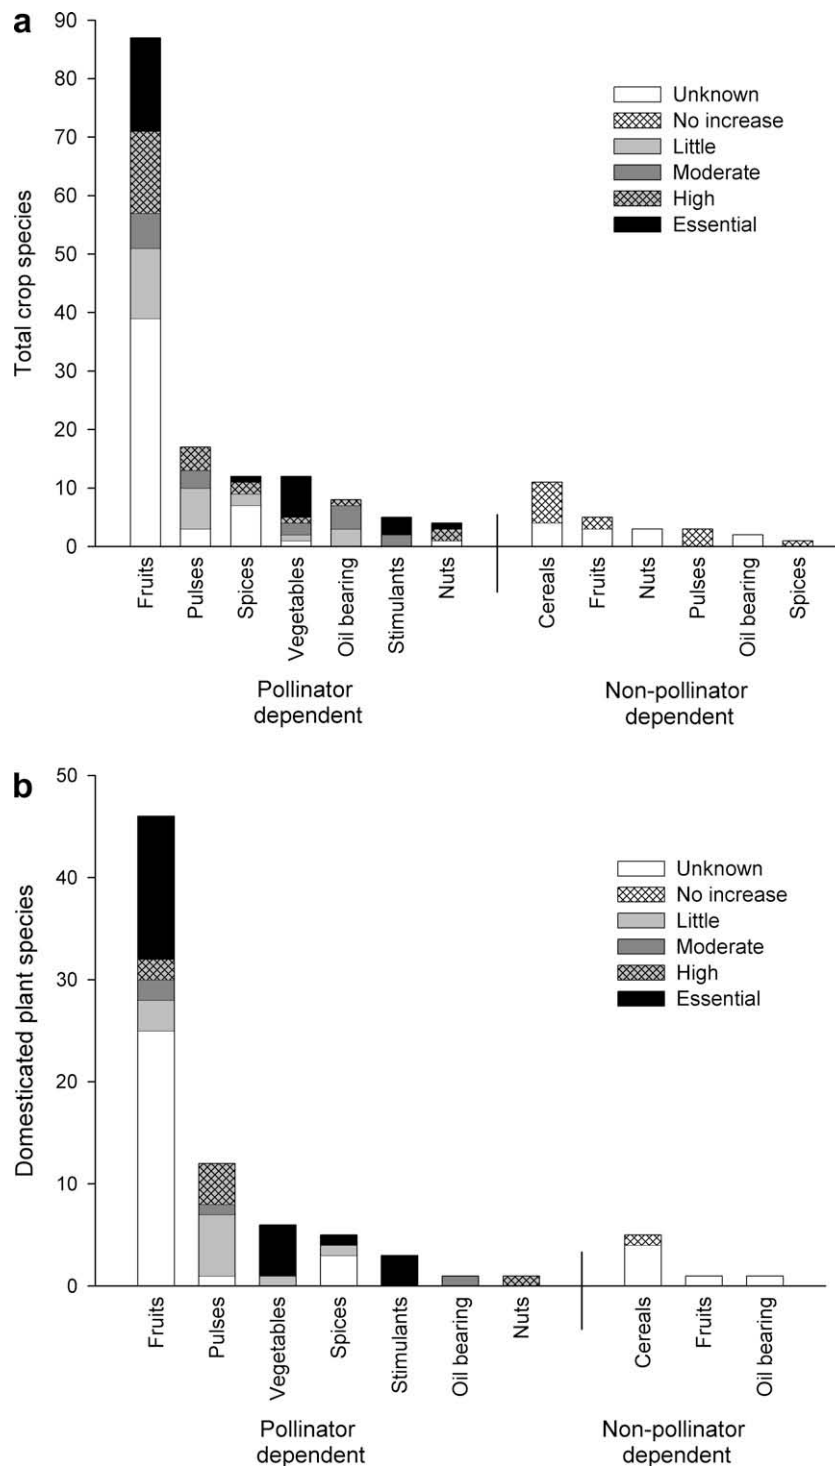 a
90
80
70
60
50
40
30
20
10
0
Total crop species
Unknown
No increase
Little
Moderate
High
Essential
Fruits
Pulses
Spices
Vegetables
Oil bearing
Stimulants
Nuts
Cereals
Fruits
Nuts
Pulses
Oil bearing
Spices
Pollinator
dependent
Non-pollinator
dependent
b
50
40
30
20
10
0
Domesticated plant species
Unknown
No increase
Little
Moderate
High
Essential
Fruits
Pulses
Vegetables
Spices
Stimulants
Oil bearing
Nuts
Cereals
Fruits
Oil bearing
Pollinator
dependent
Non-pollinator
dependent